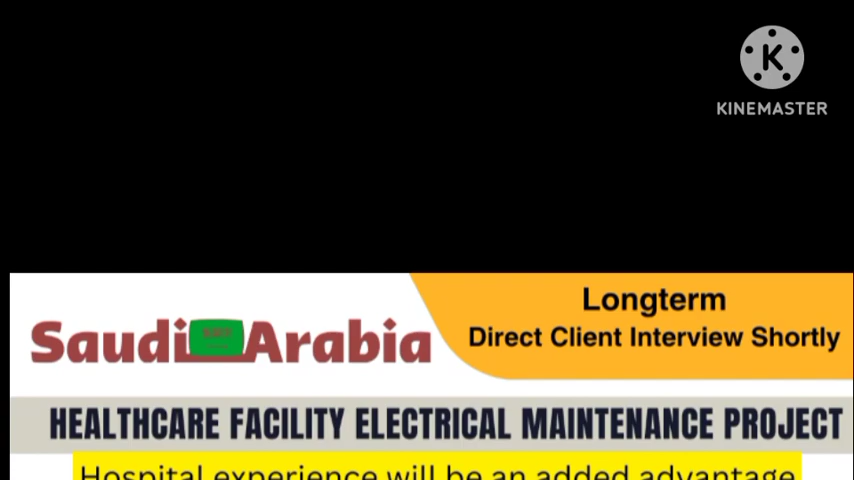 KINEMASTER
Longterm
Direct Client Interview Shortly
Saudi Arabia
HEALTHCARE FACILITY ELECTRICAL MAINTENANCE PROJECT
Hospital experience will be an added advantage